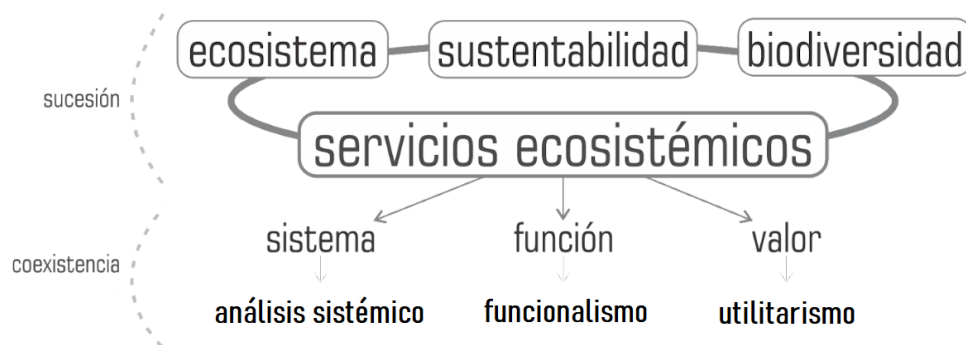 ecosistema sustentabilidad biodiversidad
sucesión
servicios ecosistémicos
sistema función valor
coexistencia
análisis sistémico funcionalismo utilitarismo